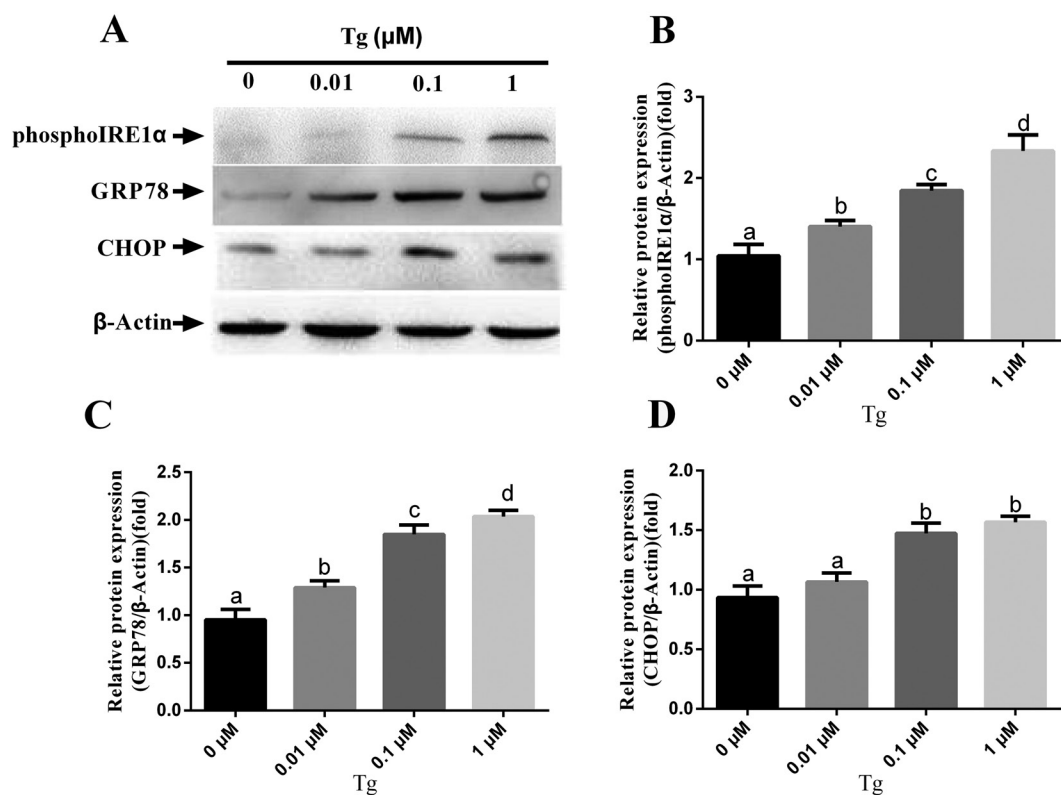 A
Tg (μM)
0 0.01 0.1 1
phosphoIRE1α
GRP78
CHOP
β-Actin
B
Relative protein expression
(phosphoIRE1α/β-Actin)(fold)
3
2
1
0
a
b
c
d
0 μM
0.01 μM
0.1 μM
1 μM
Tg
C
Relative protein expression
(GRP78/β-Actin)(fold)
2.5
2.0
1.5
1.0
0.5
0.0
a
b
c
d
0 μM
0.01 μM
0.1 μM
1 μM
Tg
D
Relative protein expression
(CHOP/β-Actin)(fold)
2.0
1.5
1.0
0.5
0.0
a
a
b
b
0 μM
0.01 μM
0.1 μM
1 μM
Tg